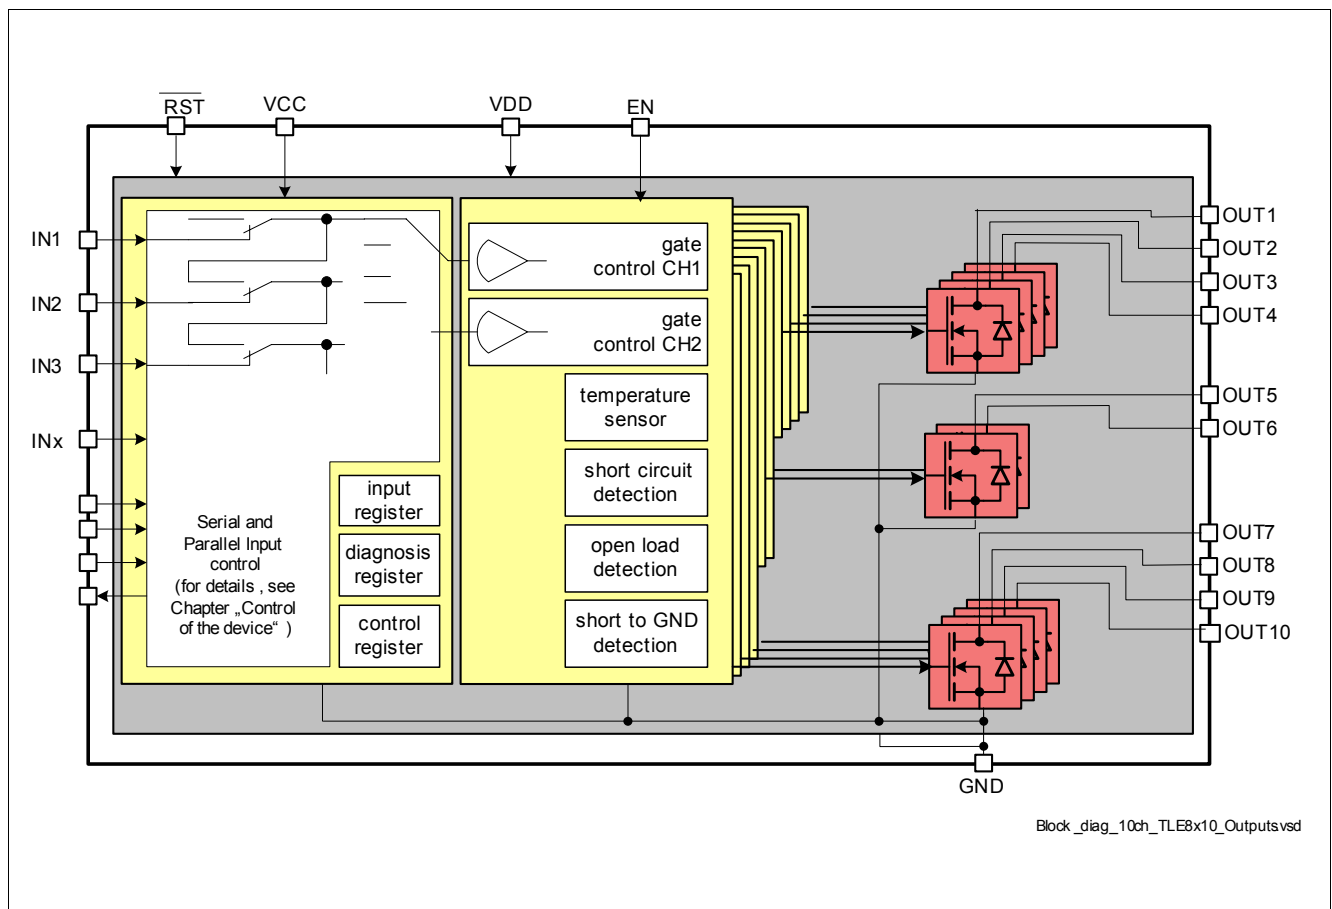 RST
VCC
VDD
EN
IN1
IN2
IN3
INx
gate
control CH1
gate
control CH2
temperature
sensor
short circuit
detection
open load
detection
short to GND
detection
input
register
diagnosis
register
control
register
Serial and
Parallel Input
control
(for details , see
Chapter „Control
of the device“ )
OUT1
OUT2
OUT3
OUT4
OUT5
OUT6
OUT7
OUT8
OUT9
OUT10
GND
Block_diag_10ch_TLE8x10_Outputs.vsd